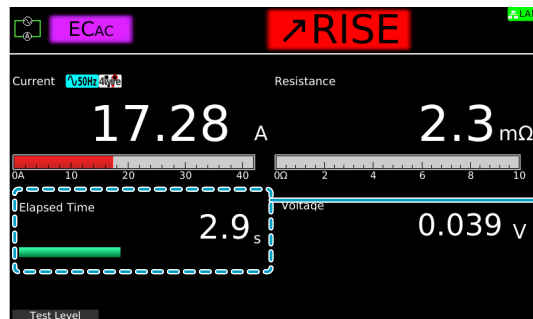 A
ECAC
↗RISE
LA
Current 50Hz 4wire
Resistance
17.28 A
2.3 mΩ
0A 10 20 30 40
0Ω 2 4 6 8 10
Elapsed Time
Voltage
2.9 s
0.039 V
Test Level